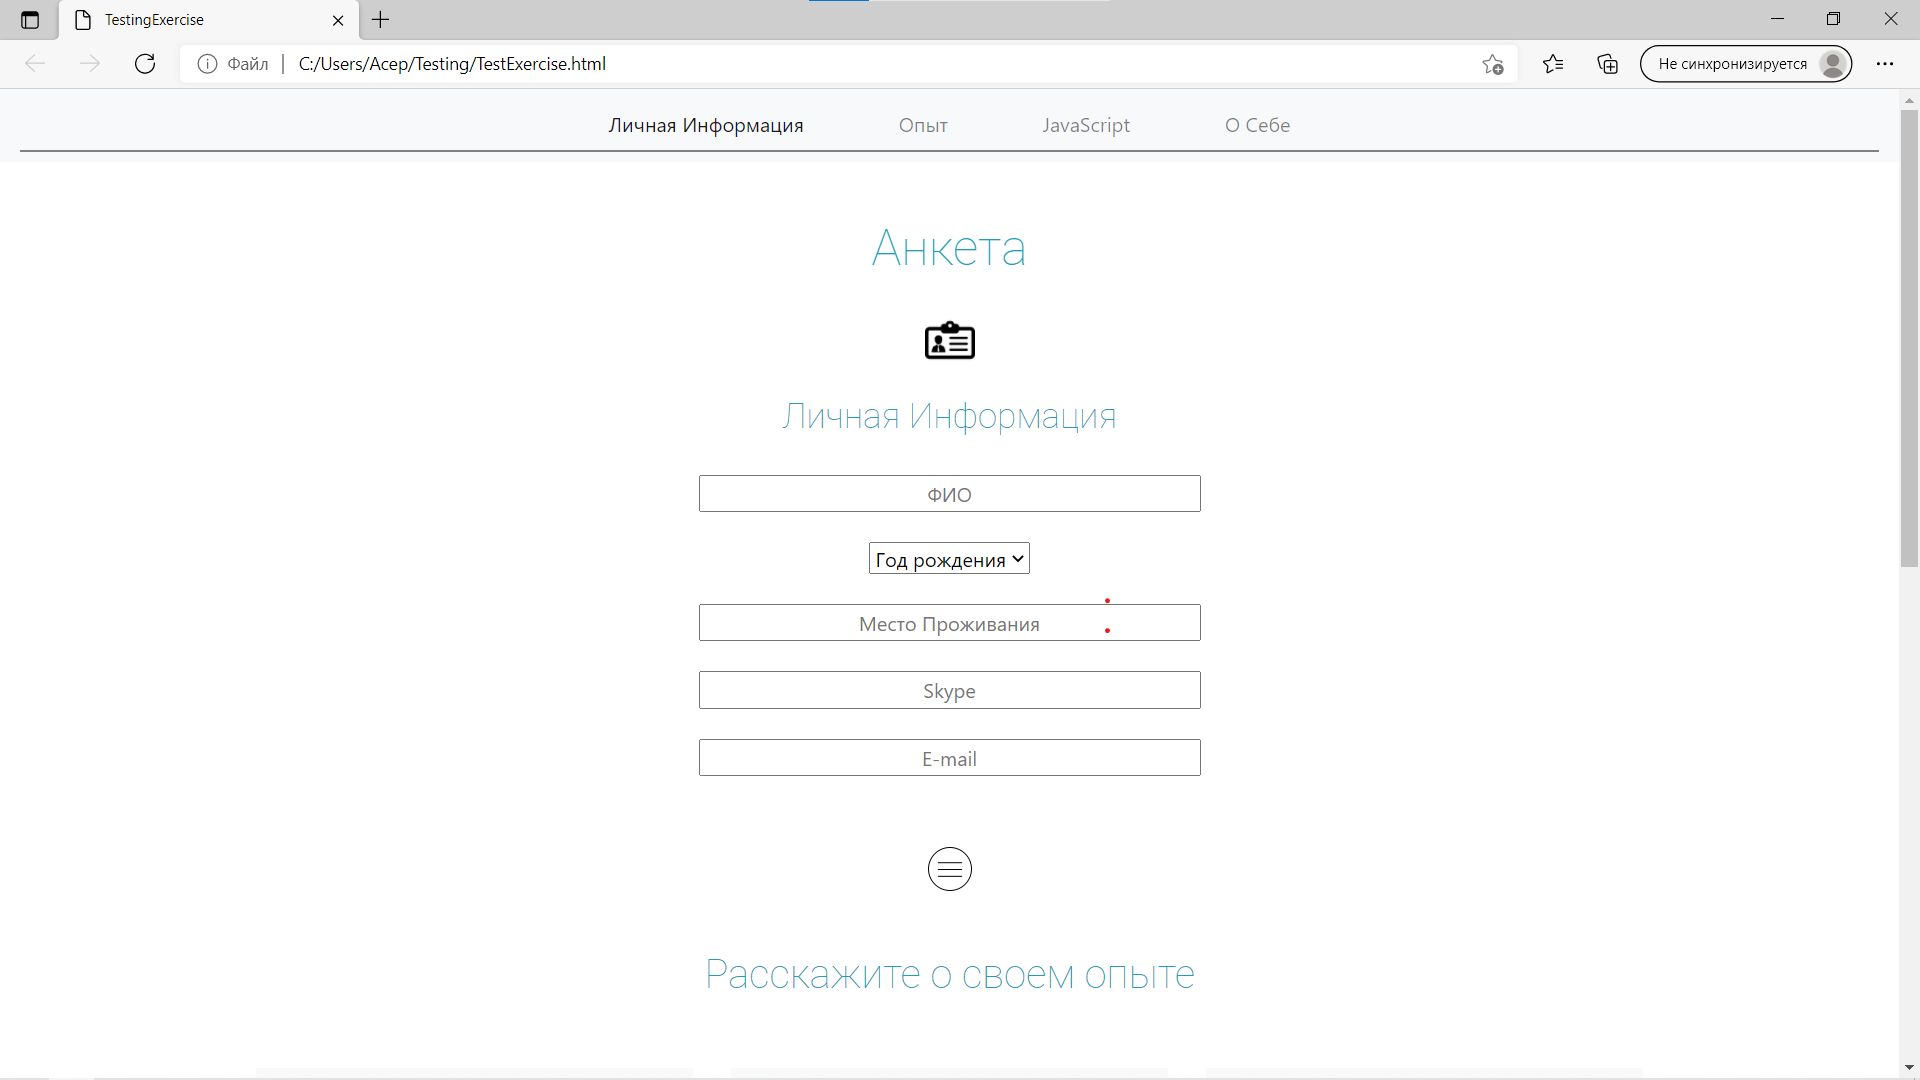 TestingExercise
Файл | C:/Users/Acep/Testing/TestExercise.html
Не синхронизируется
Личная Информация Опыт JavaScript О Себе
Анкета
Личная Информация
ФИО
Год рождения
Место Проживания
Skype
E-mail
Расскажите о своем опыте